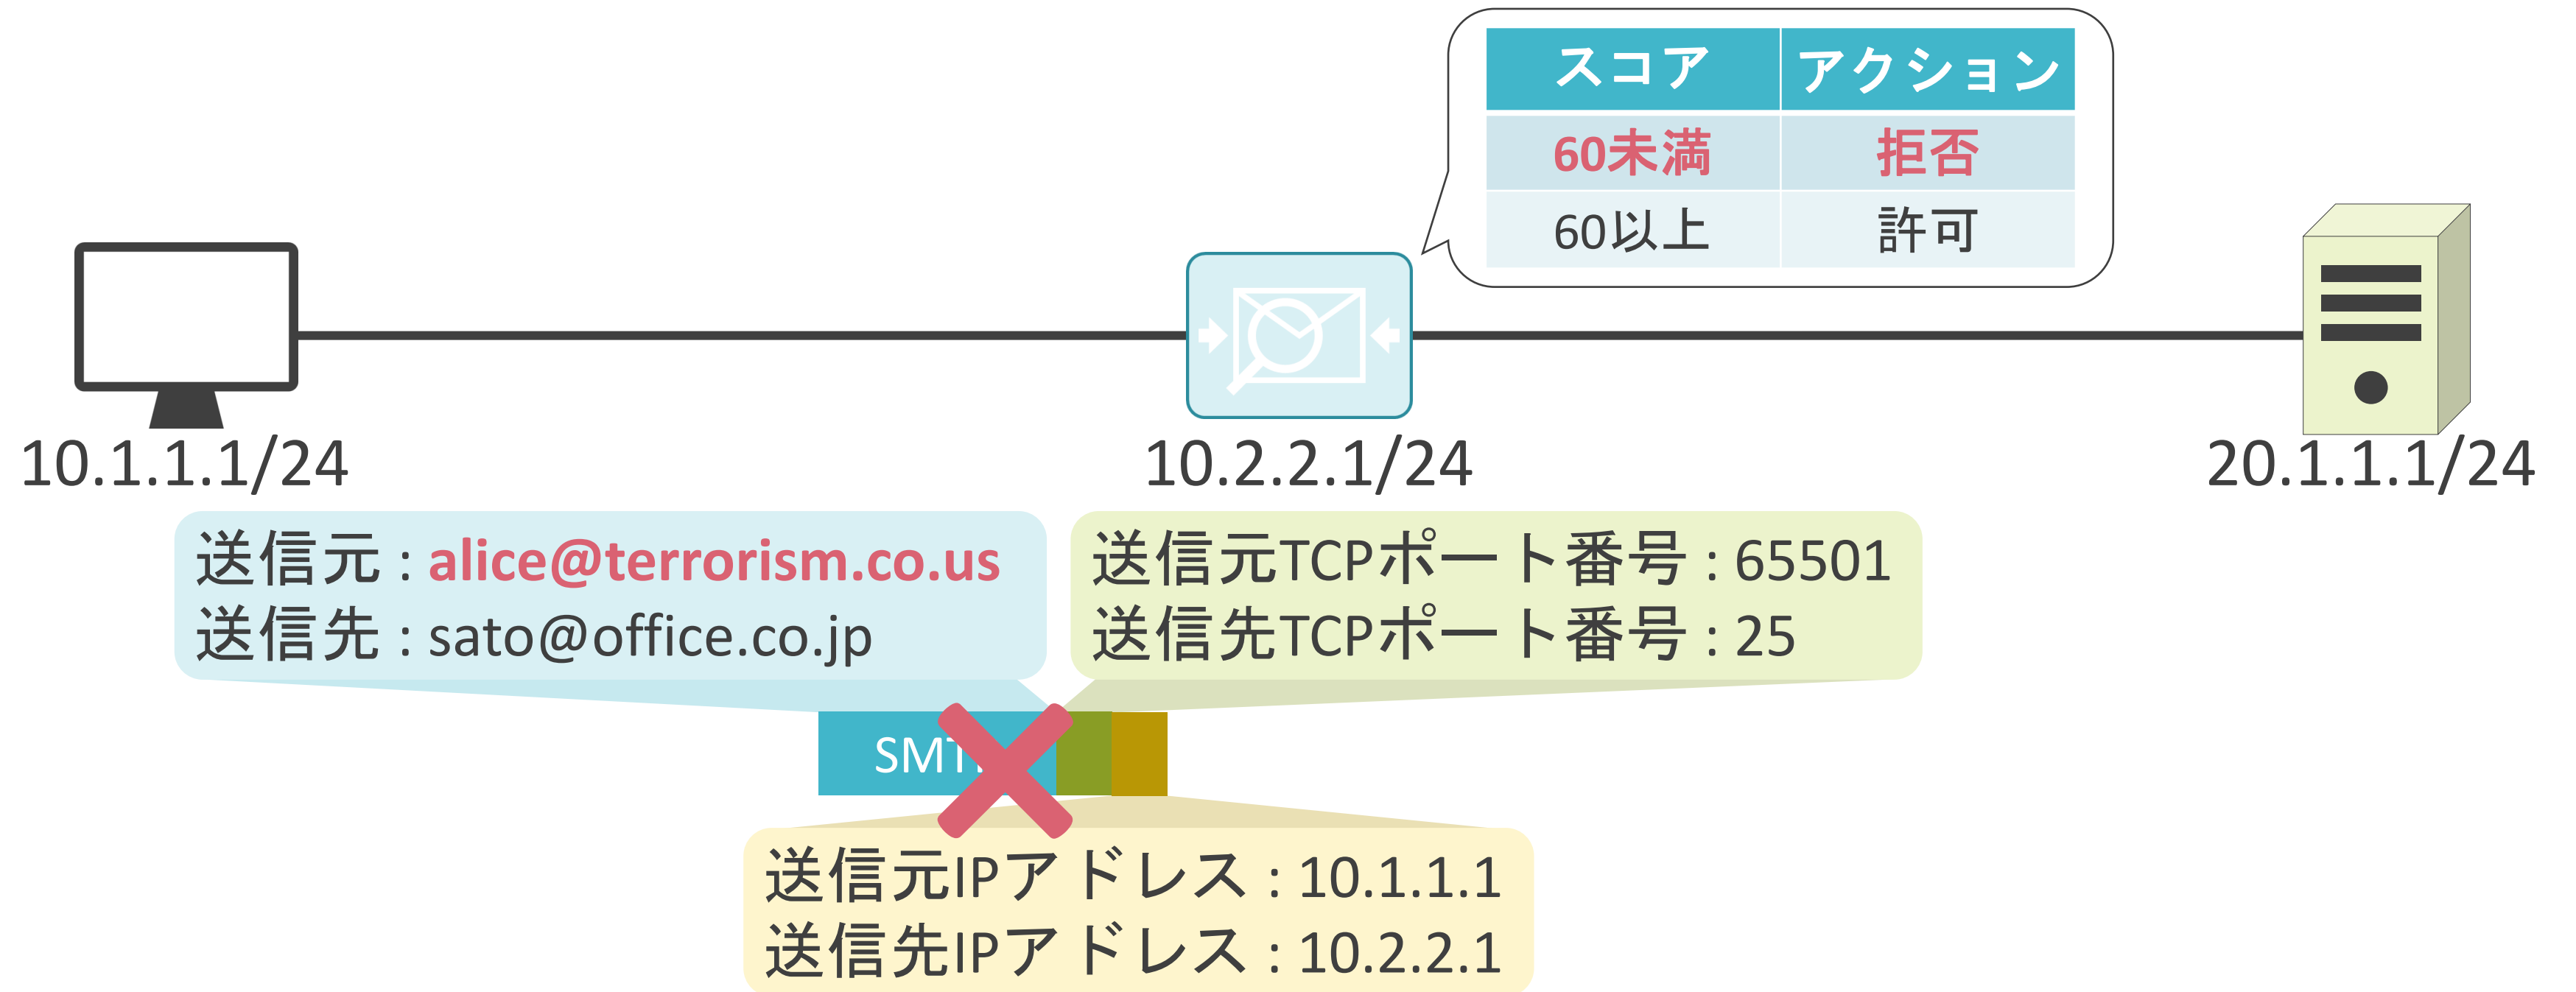 スコア アクション
60未満 拒否
60以上 許可
10.1.1.1/24
10.2.2.1/24
20.1.1.1/24
送信元 : alice@terrorism.co.us
送信先 : sato@office.co.jp
送信元TCPポート番号 : 65501
送信先TCPポート番号 : 25
送信元IPアドレス : 10.1.1.1
送信先IPアドレス : 10.2.2.1